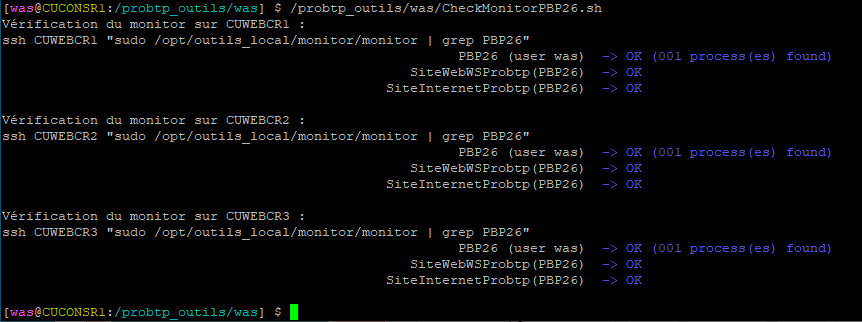 [was@CUCONSR1:/probtp_outils/was] $ /probtp_outils/was/CheckMonitorPBP26.sh
Vérification du monitor sur CUWEBCR1 :
ssh CUWEBCR1 "sudo /opt/outils_local/monitor/monitor | grep PBP26"
PBP26 (user was) -> OK (001 process(es) found)
SiteWebWSProbtp(PBP26) -> OK
SiteInternetProbtp(PBP26) -> OK
Vérification du monitor sur CUWEBCR2 :
ssh CUWEBCR2 "sudo /opt/outils_local/monitor/monitor | grep PBP26"
PBP26 (user was) -> OK (001 process(es) found)
SiteWebWSProbtp(PBP26) -> OK
SiteInternetProbtp(PBP26) -> OK
Vérification du monitor sur CUWEBCR3 :
ssh CUWEBCR3 "sudo /opt/outils_local/monitor/monitor | grep PBP26"
PBP26 (user was) -> OK (001 process(es) found)
SiteWebWSProbtp(PBP26) -> OK
SiteInternetProbtp(PBP26) -> OK
[was@CUCONSR1:/probtp_outils/was] $